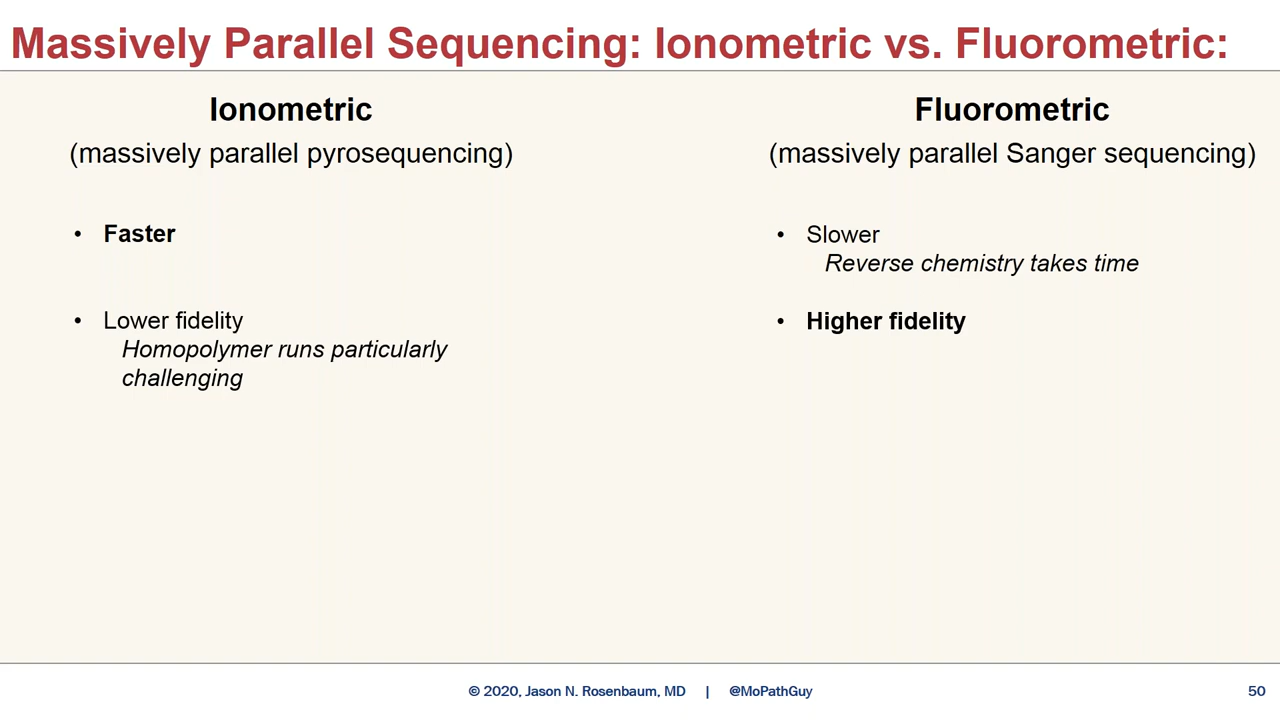 Massively Parallel Sequencing: Ionometric vs. Fluorometric:
Ionometric
(massively parallel pyrosequencing)
• Faster
• Lower fidelity
Homopolymer runs particularly
challenging
Fluorometric
(massively parallel Sanger sequencing)
• Slower
Reverse chemistry takes time
• Higher fidelity
© 2020, Jason N. Rosenbaum, MD | @MoPathGuy
50